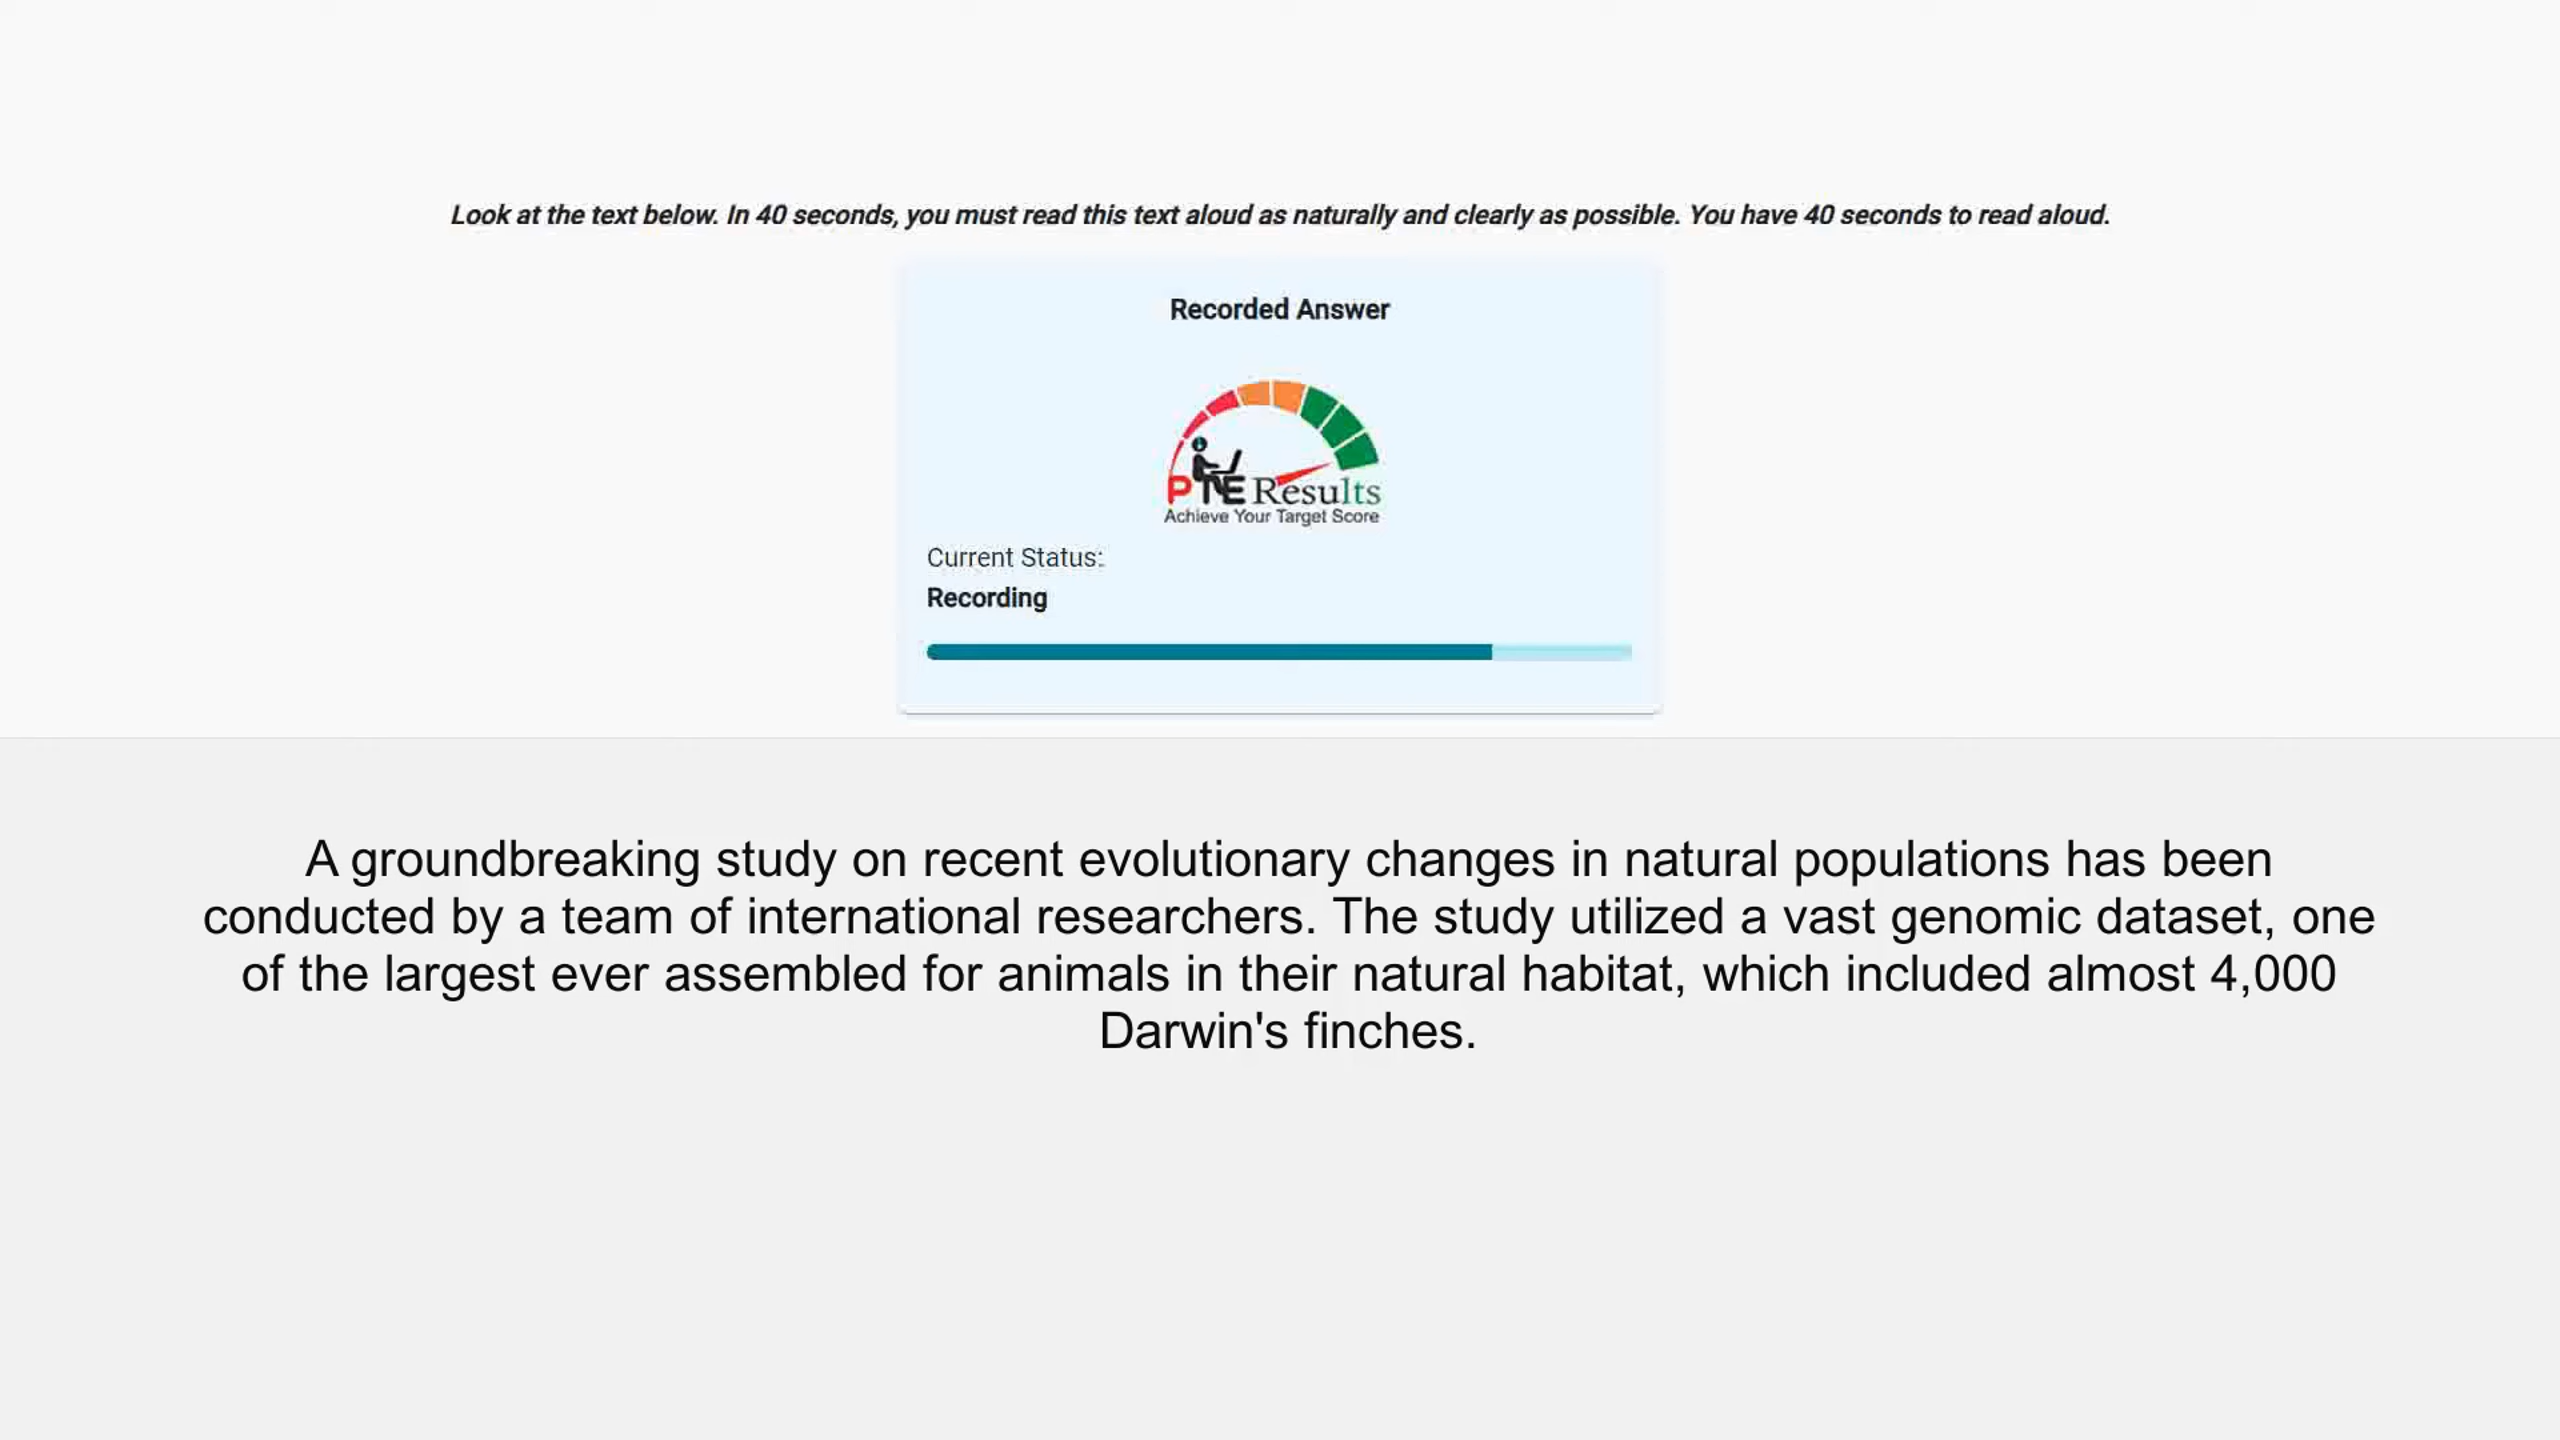 Look at the text below. In 40 seconds, you must read this text aloud as naturally and clearly as possible. You have 40 seconds to read aloud.
Recorded Answer
PTE Results
Achieve Your Target Score
Current Status:
Recording
A groundbreaking study on recent evolutionary changes in natural populations has been
conducted by a team of international researchers. The study utilized a vast genomic dataset, one
of the largest ever assembled for animals in their natural habitat, which included almost 4,000
Darwin's finches.